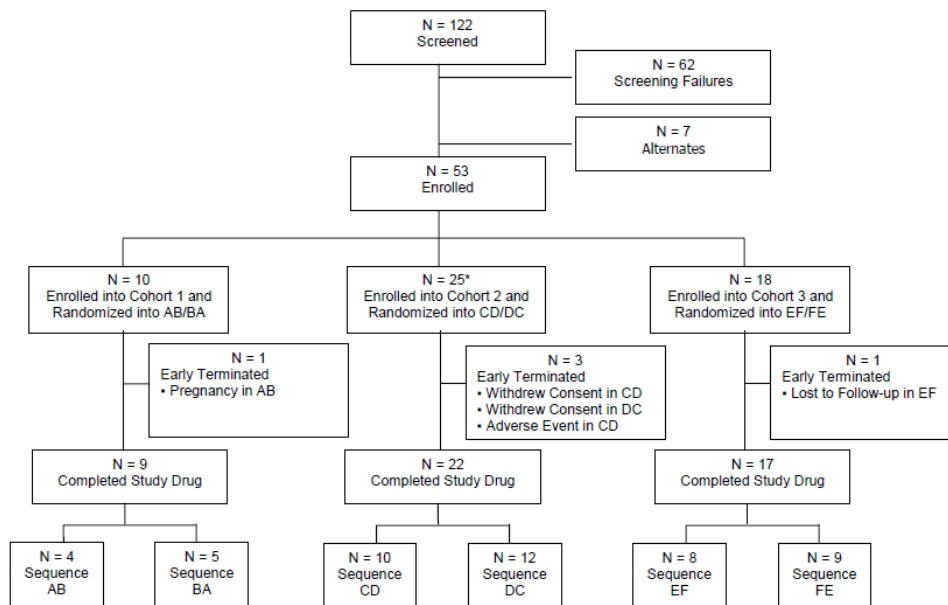 N = 122
Screened
N = 62
Screening Failures
N = 7
Alternates
N = 53
Enrolled
N = 10
Enrolled into Cohort 1 and
Randomized into AB/BA
N = 25*
Enrolled into Cohort 2 and
Randomized into CD/DC
N = 18
Enrolled into Cohort 3 and
Randomized into EF/FE
N = 1
Early Terminated
▪ Pregnancy in AB
N = 3
Early Terminated
▪ Withdrew Consent in CD
▪ Withdrew Consent in DC
▪ Adverse Event in CD
N = 1
Early Terminated
▪ Lost to Follow-up in EF
N = 9
Completed Study Drug
N = 22
Completed Study Drug
N = 17
Completed Study Drug
N = 4
Sequence
AB
N = 5
Sequence
BA
N = 10
Sequence
CD
N = 12
Sequence
DC
N = 8
Sequence
EF
N = 9
Sequence
FE